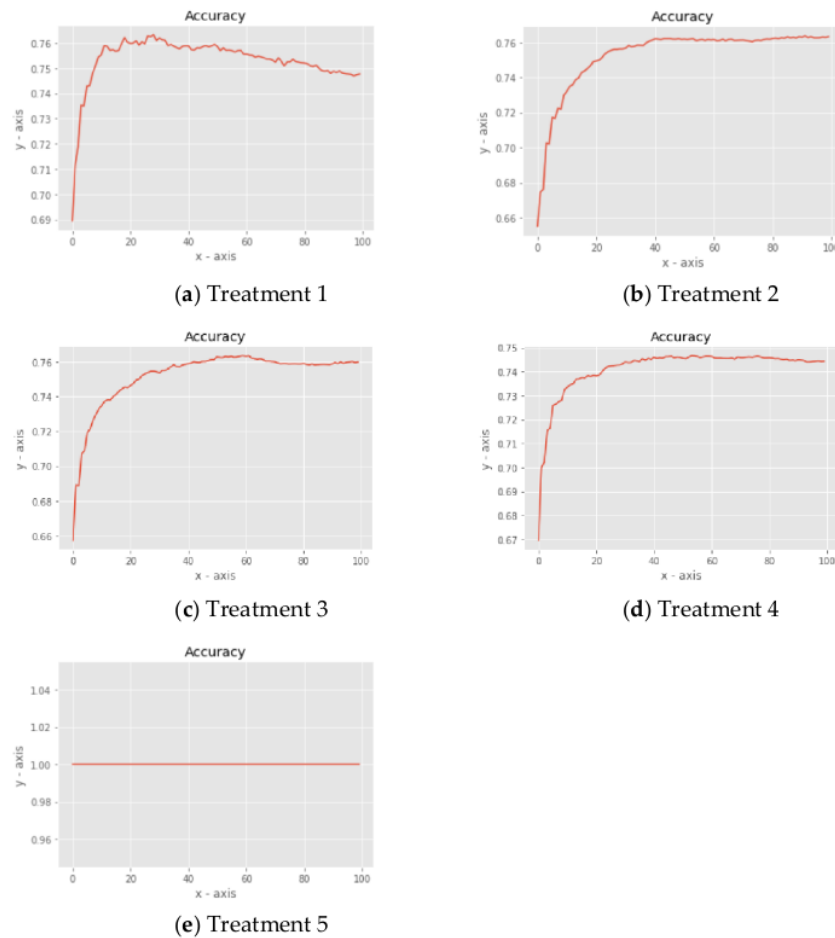 Accuracy
0.76
0.75
0.74
0.73
0.72
0.71
0.70
0.69
y - axis
0 20 40 60 80 100
x - axis
(a) Treatment 1
Accuracy
0.76
0.74
0.72
0.70
0.68
0.66
y - axis
0 20 40 60 80 100
x - axis
(b) Treatment 2
Accuracy
0.76
0.74
0.72
0.70
0.68
0.66
y - axis
0 20 40 60 80 100
x - axis
(c) Treatment 3
Accuracy
0.75
0.74
0.73
0.72
0.71
0.70
0.69
0.68
0.67
y - axis
0 20 40 60 80 100
x - axis
(d) Treatment 4
Accuracy
1.04
1.02
1.00
0.98
0.96
y - axis
0 20 40 60 80 100
x - axis
(e) Treatment 5